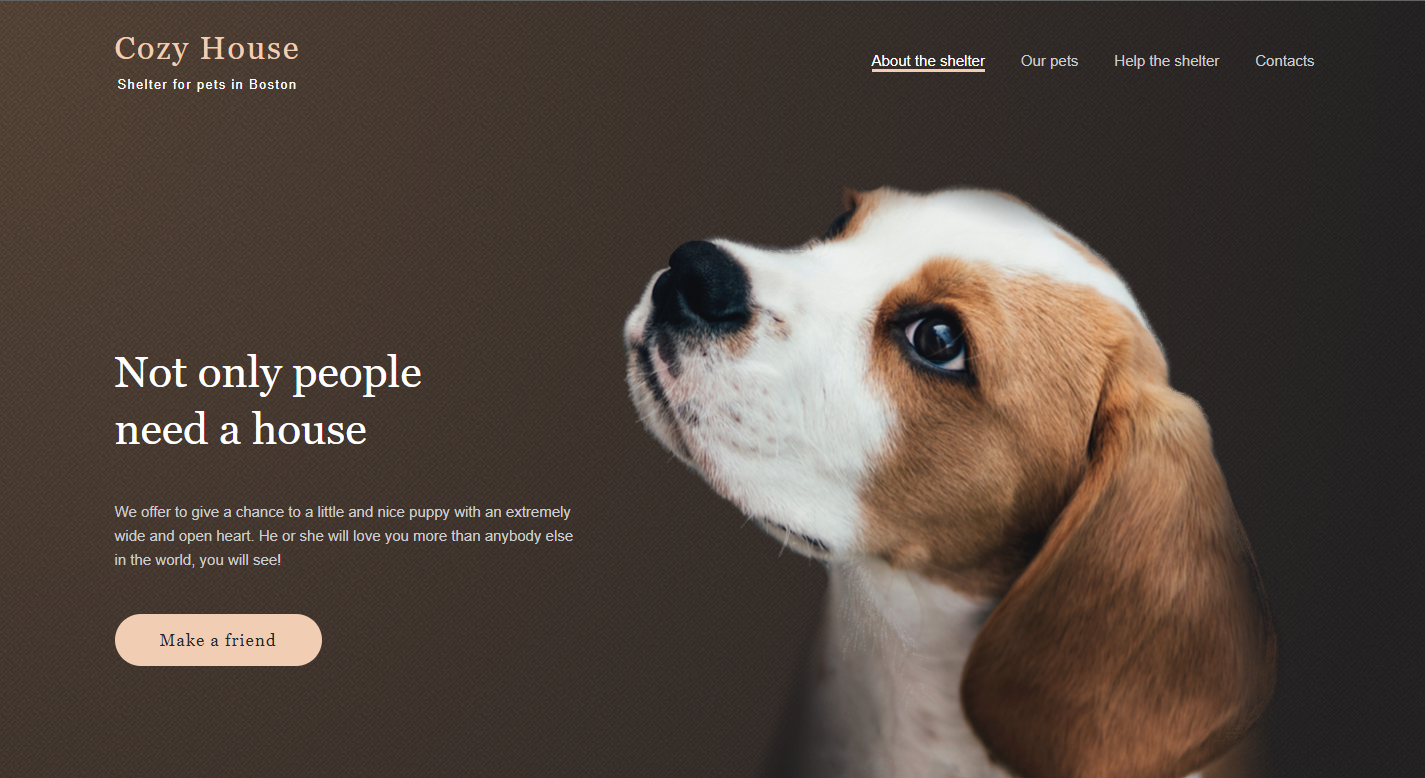 Cozy House
Shelter for pets in Boston
About the shelter
Our pets
Help the shelter
Contacts
Not only people
need a house
We offer to give a chance to a little and nice puppy with an extremely
wide and open heart. He or she will love you more than anybody else
in the world, you will see!
Make a friend